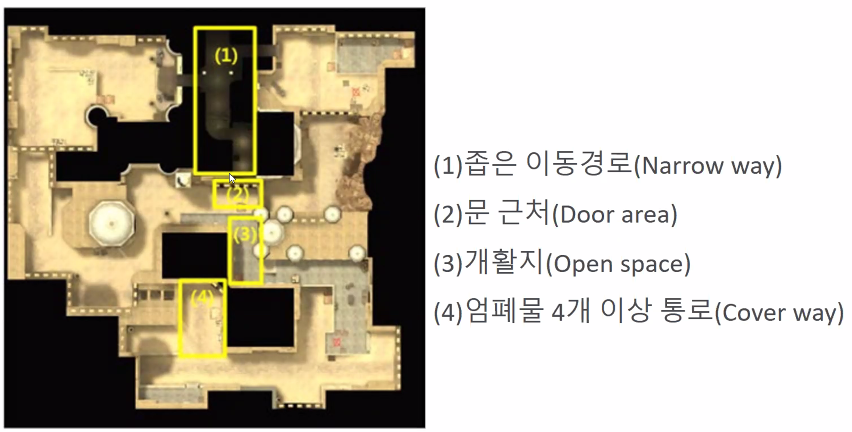 (1)
(2)
(3)
(4)
(1)좁은 이동경로(Narrow way)
(2)문 근처(Door area)
(3)개활지(Open space)
(4)엄폐물 4개 이상 통로(Cover way)